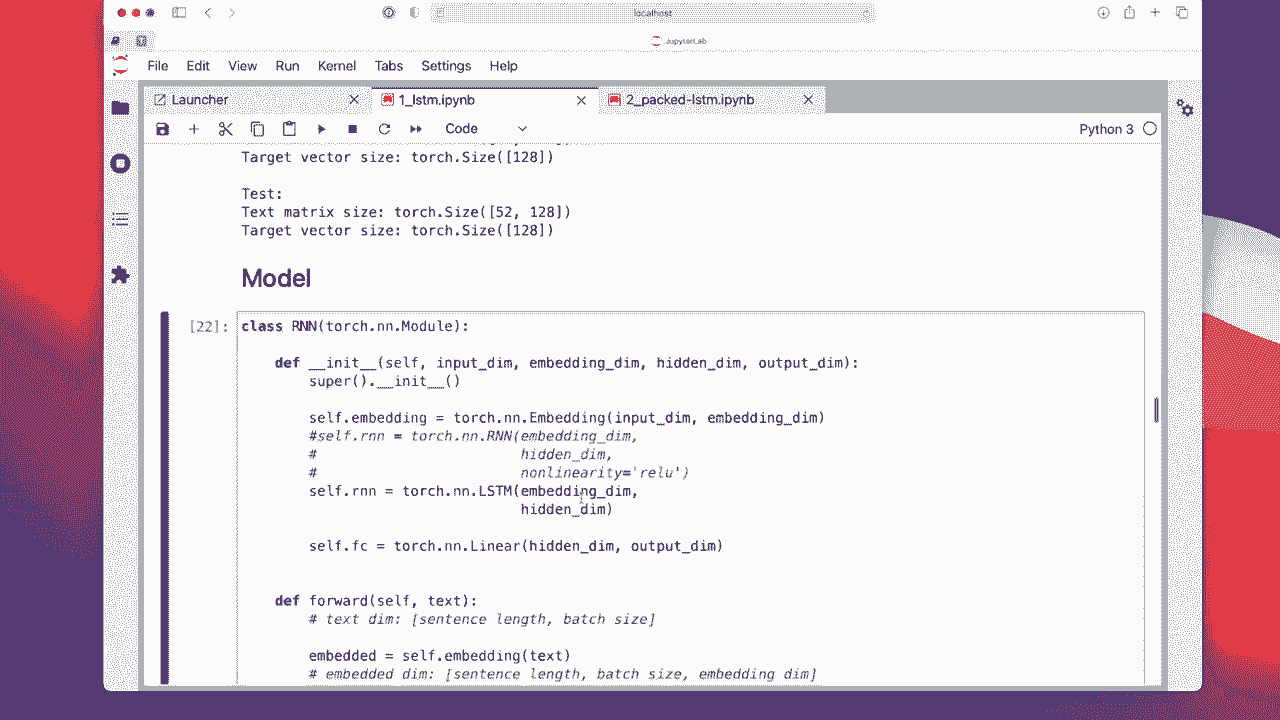 localhost
JupyterLab
File Edit View Run Kernel Tabs Settings Help
Launcher 1_lstm.ipynb 2_packed-lstm.ipynb
Code Python 3
Target vector size: torch.Size([128])
Test:
Text matrix size: torch.Size([52, 128])
Target vector size: torch.Size([128])
Model
[22]: class RNN(torch.nn.Module):
def __init__(self, input_dim, embedding_dim, hidden_dim, output_dim):
super().__init__()
self.embedding = torch.nn.Embedding(input_dim, embedding_dim)
#self.rnn = torch.nn.RNN(embedding_dim,
# hidden_dim,
# nonlinearity='relu')
self.rnn = torch.nn.LSTM(embedding_dim,
hidden_dim)
self.fc = torch.nn.Linear(hidden_dim, output_dim)
def forward(self, text):
# text dim: [sentence length, batch size]
embedded = self.embedding(text)
# embedded dim: [sentence length, batch size, embedding dim]